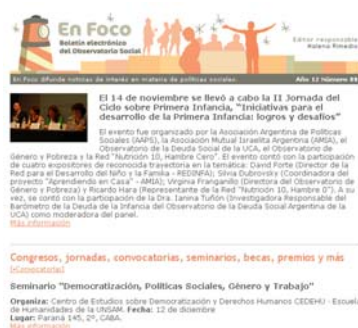 En Foco
Boletín electrónico
del Observatorio Social
Editor responsable
Malena Rimedio
En Foco difunde noticias de interés en materia de políticas sociales.
Año 12 Número
El 14 de noviembre se llevó a cabo la II Jornada del
Ciclo sobre Primera Infancia, "Iniciativas para el
desarrollo de la Primera Infancia: logros y desafíos"
El evento fue organizado por la Asociación Argentina de Políticas
Sociales (AAPS), la Asociación Mutual Israelita Argentina (AMIA), el
Observatorio de la Deuda Social de la UCA, el Observatorio de
Género y Pobreza y la Red "Nutrición 10, Hambre Cero". El evento contó con la participación
de cuatro expositores de reconocida trayectoria en la temática: David Forte (Director de la
Red para el Desarrollo del Niño y la Familia - REDINFA); Silvia Dubrovsky (Coordinadora del
proyecto "Aprendiendo en Casa" - AMIA); Virginia Franganillo (Directora del Observatorio de
Género y Pobreza) y Ricardo Hara (Representante de la Red "Nutrición 10, Hambre 0"). A su
vez, se contó con la participación de la Dra. Ianina Tuñón (Investigadora Responsable del
Barómetro de la Deuda de la Infancia del Observatorio de la Deuda Social Argentina de la
UCA) como moderadora del panel.
Más información
Congresos, jornadas, convocatorias, seminarios, becas, premios y más
[+Convocatorias]
Seminario "Democratización, Políticas Sociales, Género y Trabajo"
Organiza: Centro de Estudios sobre Democratización y Derechos Humanos CEDEHU - Escuela
de Humanidades de la UNSAM. Fecha: 12 de diciembre
Lugar: Paraná 145, 2º, CABA.
Más información